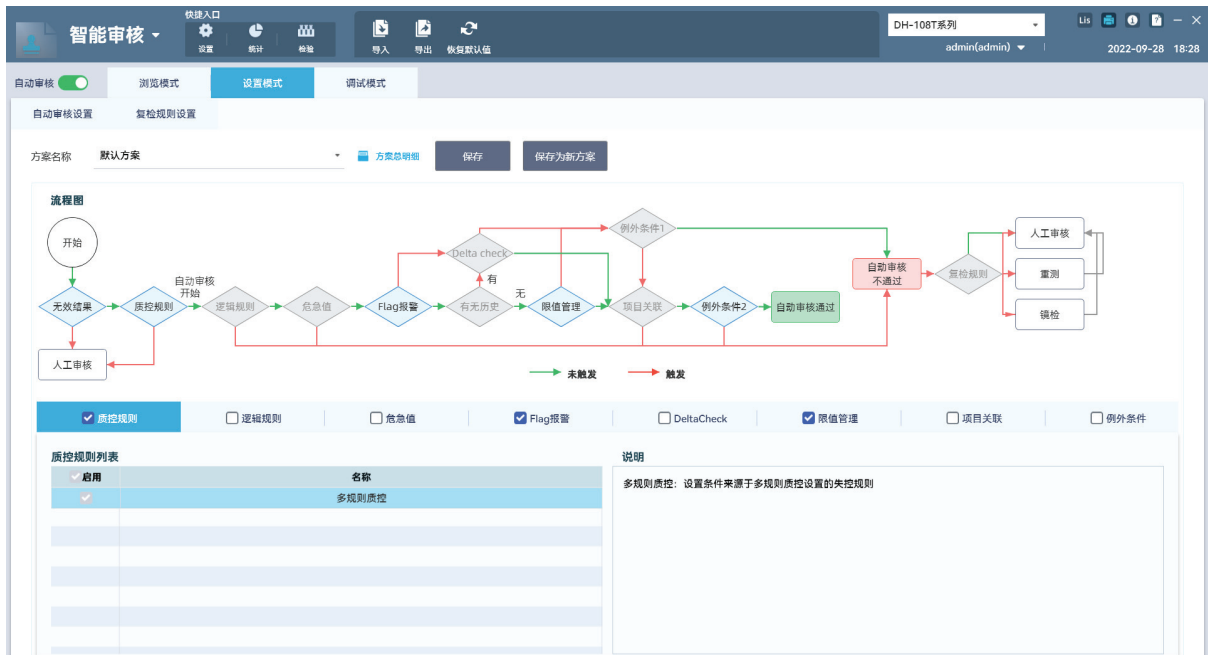 快捷入口
智能审核
设置 统计 检验
导入 导出 恢复默认值
DH-108T系列
Lis
admin(admin)
2022-09-28 18:28
自动审核 浏览模式 设置模式 调试模式
自动审核设置 复检规则设置
方案名称 默认方案 方案总明细 保存 保存为新方案
流程图
开始
例外条件1
人工审核
Delta check
自动审核
不通过
复检规则
重测
自动审核
开始
有
无
无效结果 质控规则 逻辑规则 危急值 Flag报警 有无历史 限值管理 项目关联 例外条件2 自动审核通过
镜检
人工审核
未触发 触发
质控规则 逻辑规则 危急值 Flag报警 DeltaCheck 限值管理 项目关联 例外条件
质控规则列表
说明
启用 名称
多规则质控
多规则质控：设置条件来源于多规则质控设置的失控规则